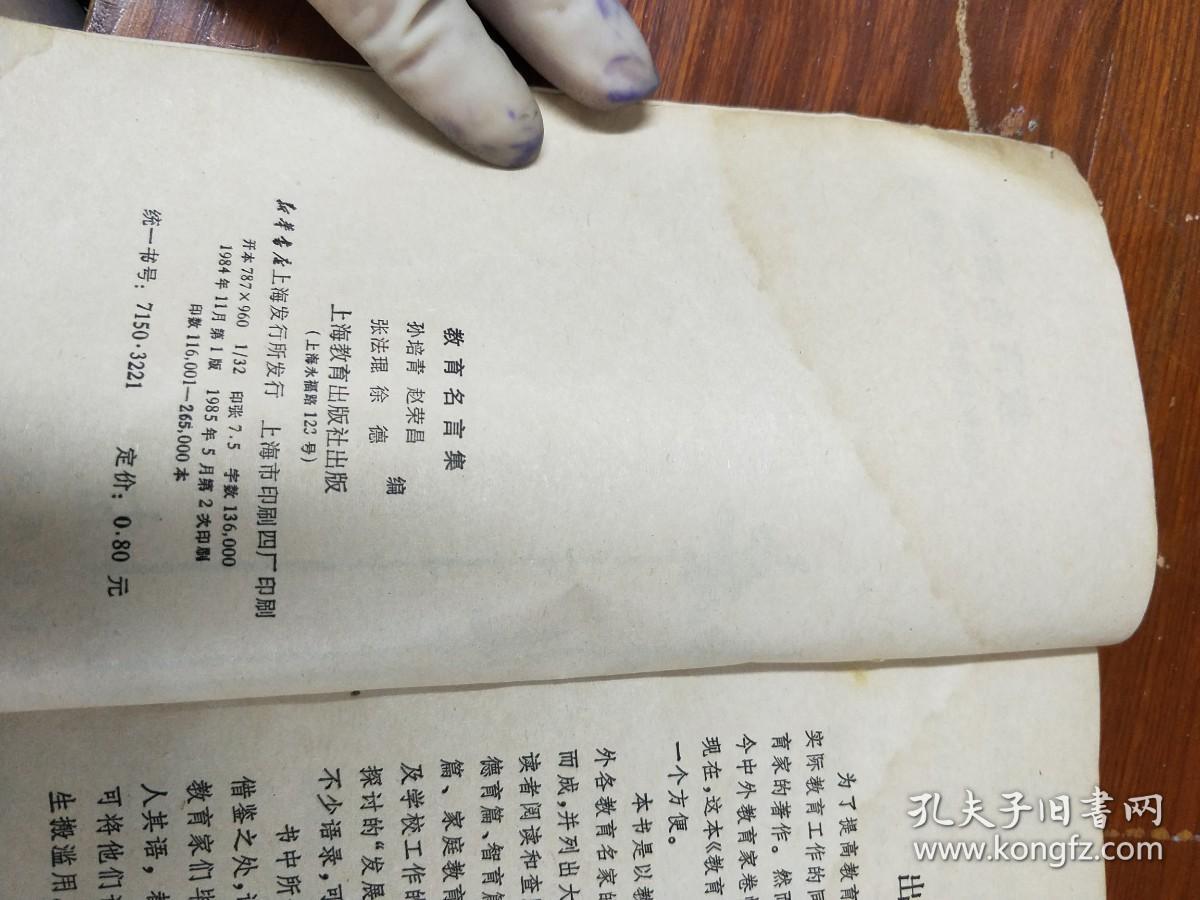 教育名言集
孙培青 赵荣昌
张法琨 徐 德
编
上海教育出版社出版
(上海永福路123号)
新华书店上海发行所发行 上海市印刷四厂印刷
开本787×960 1/32 印张7.5 字数136,000
1984年11月第1版 1985年5月第2次印刷
印数116,001—265,000本
统一书号：7150·3221 定价：0.80元
出
为了提高教育
实际教育工作的同
育家的著作。然而
今中外教育家卷
现在，这本《教育
一个方便。
本书是以教
外各教育名家的
而成，并列出大
读者阅读和查
德育篇、智育篇
篇、家庭教育
及学校工作的
探讨的“发展
不少语录，可
书中所
借鉴之处，
教育家们毕
人其语，
可将他们
生搬滥用
孔夫子旧书网
www.kongfz.com